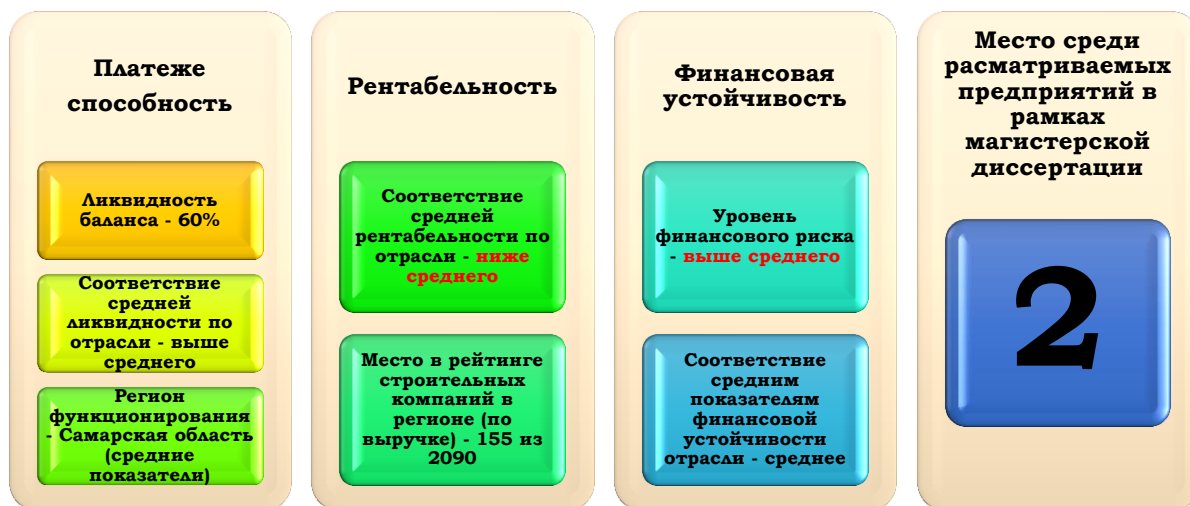 Платеже
способность
Ликвидность
баланса - 60%
Соответствие
средней
ликвидности по
отрасли - выше
среднего
Регион
функционирования
- Самарская область
(средние
показатели)
Рентабельность
Соответствие
средней
рентабельности по
отрасли - ниже
среднего
Место в рейтинге
строительных
компаний в
регионе (по
выручке) - 155 из
2090
Финансовая
устойчивость
Уровень
финансового риска
- выше среднего
Соответствие
средним
показателям
финансовой
устойчивости
отрасли - среднее
Место среди
расматриваемых
предприятий в
рамках
магистерской
диссертации
2